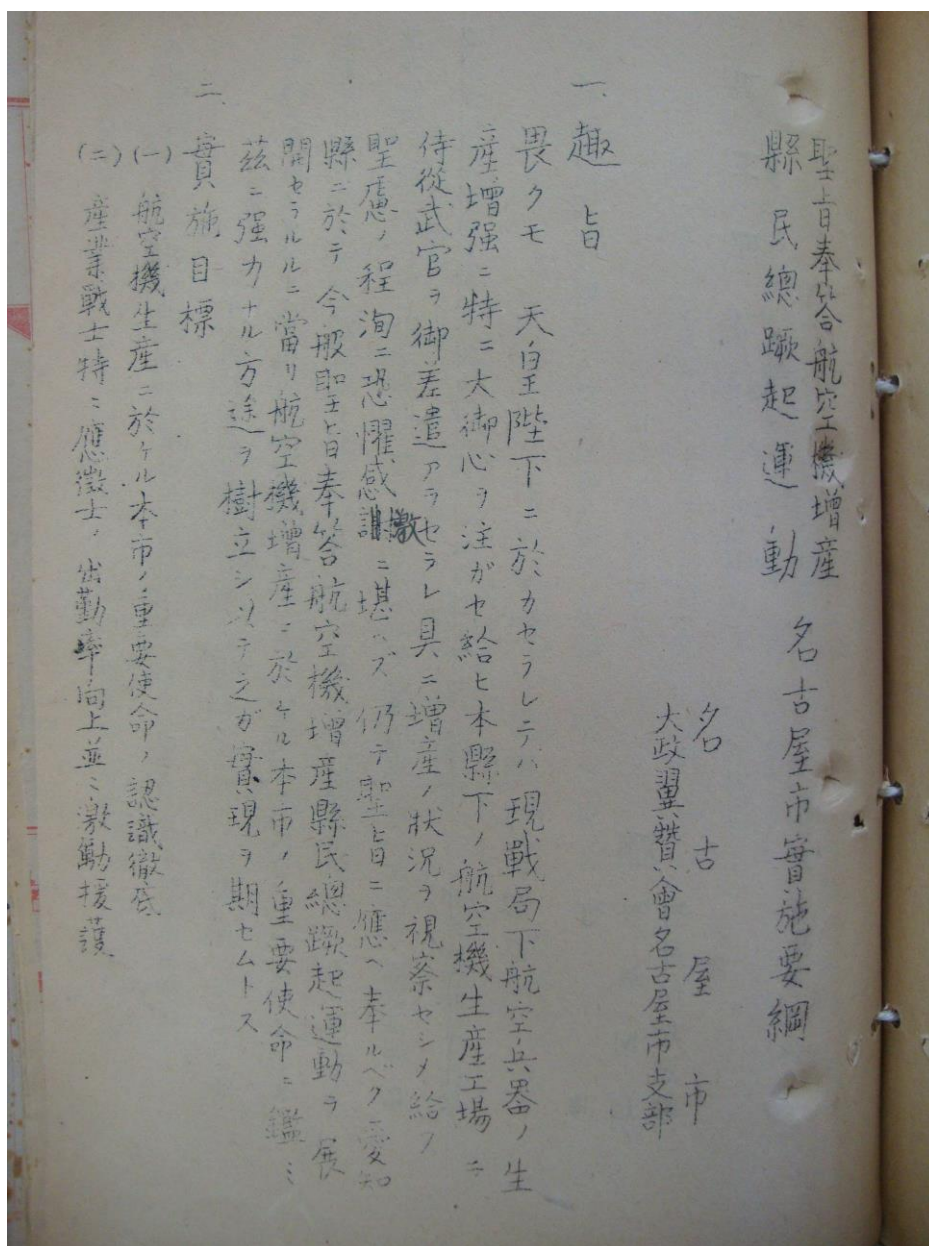 聖旨奉答航空機增産
縣民總蹶起運動 名古屋市實施要綱
名古屋市
大政翼贊會名古屋市支部
一、趣旨
畏クモ 天皇陛下ニ於カセラレテハ現戰局下航空兵器ノ生
産增强ニ特ニ大御心ヲ注ガセ給ヒ本縣下ノ航空機生産工場ニ
侍從武官ヲ御差遣アラセラレ具ニ增産ノ狀況ヲ視察セシメ給フ
聖慮ノ程洵ニ恐懼感激ニ堪ヘズ 仍テ聖旨ニ應ヘ奉ルベク愛知
縣ニ於テ今般聖旨奉答航空機增産縣民總蹶起運動ヲ展
開セラルルニ當リ航空機增産ニ於ケル本市ノ重要使命ニ鑑ミ
茲ニ强力ナル方途ヲ樹立シ以テ之ガ實現ヲ期セムトス
二、實施目標
(一) 航空機生産ニ於ケル本市ノ重要使命ノ認識徹底
(二) 産業戰士特ニ應徵士ノ出勤率向上並ニ激勵援護